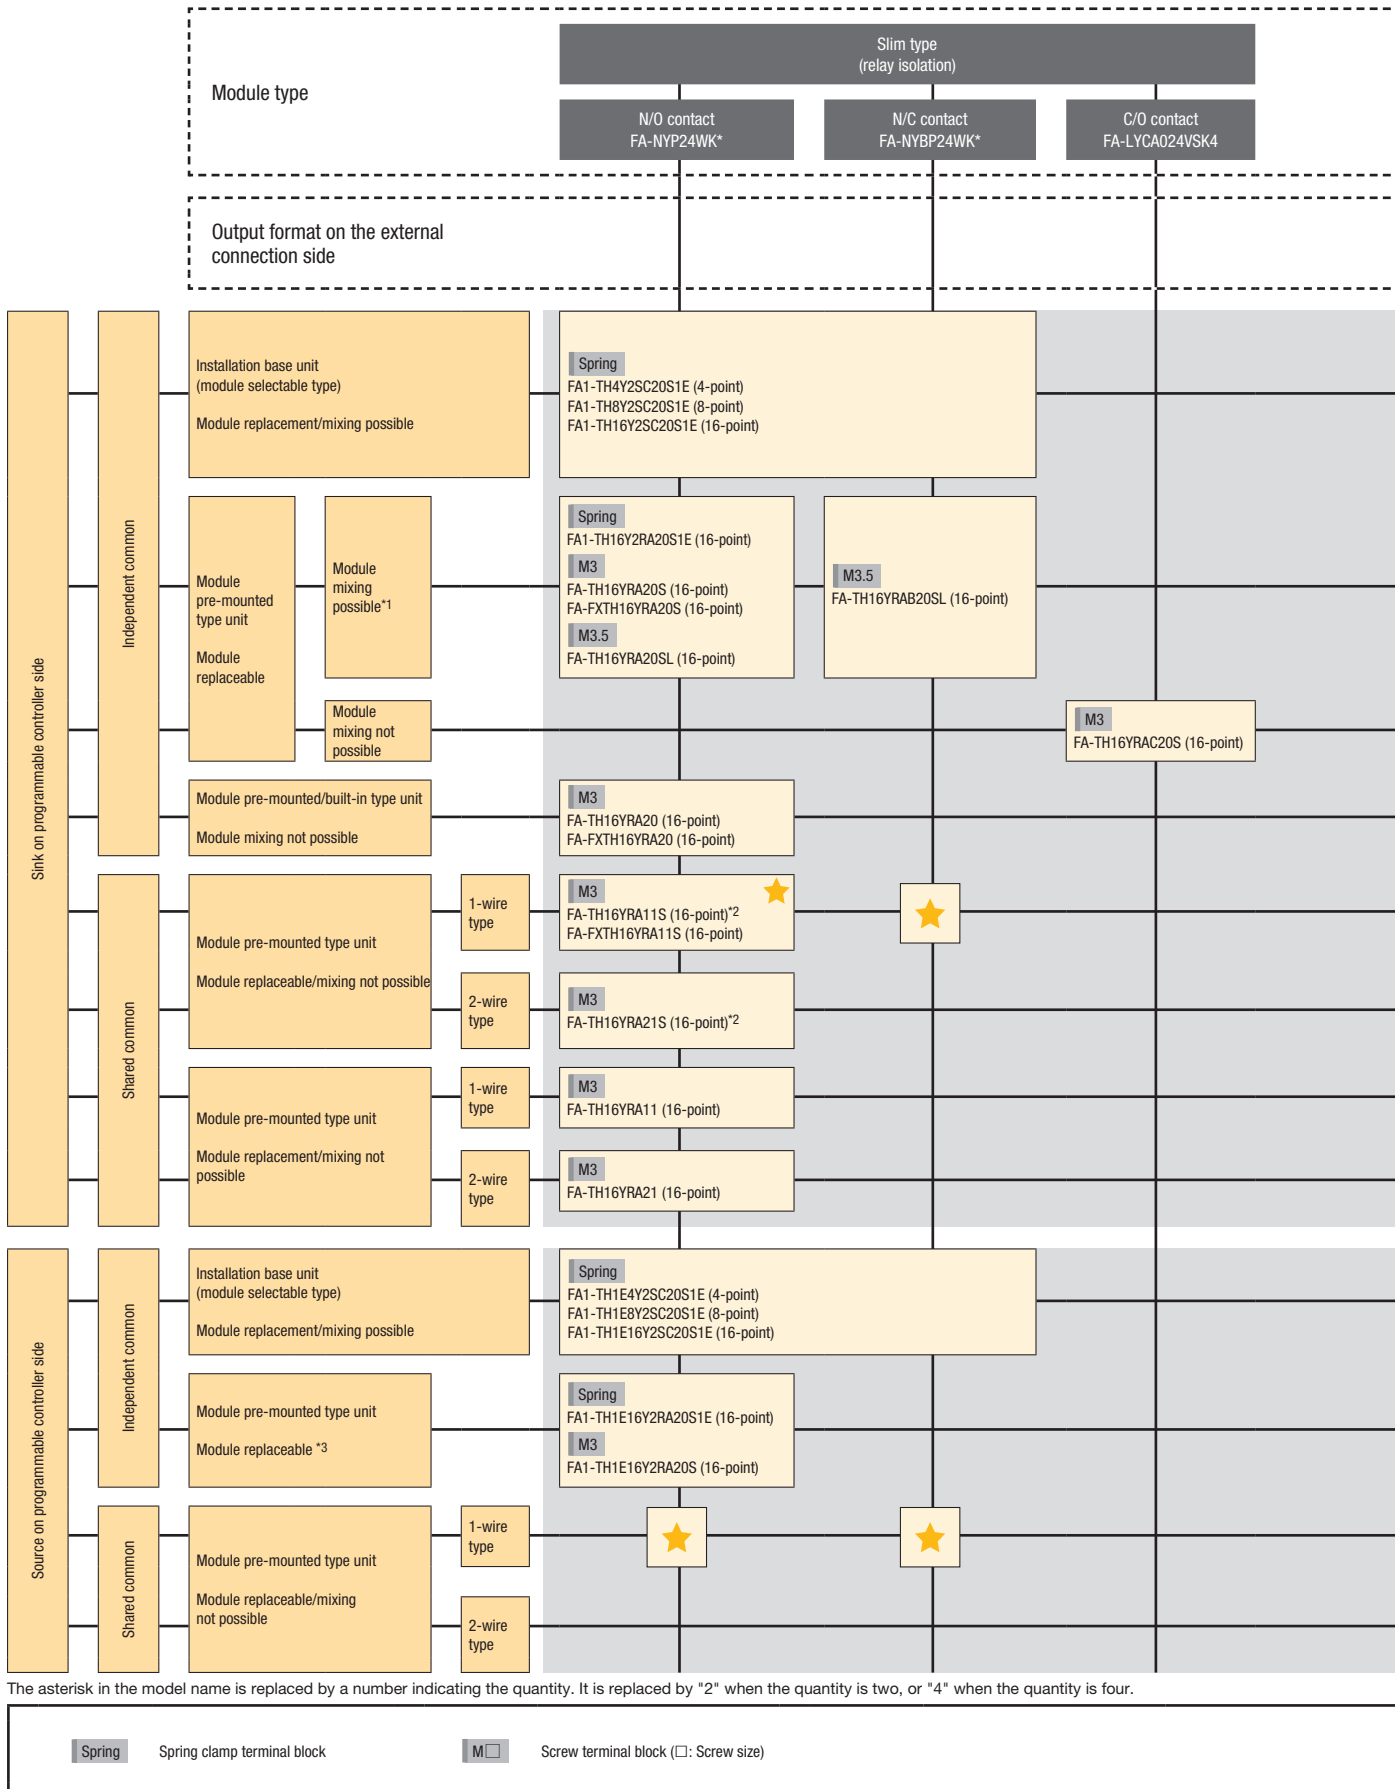 Module type
Slim type
(relay isolation)
N/O contact
FA-NYP24WK*
N/C contact
FA-NYBP24WK*
C/O contact
FA-LYCA024VSK4
Output format on the external
connection side
Sink on programmable controller side
Independent common
Installation base unit
(module selectable type)
Module replacement/mixing possible
Spring
FA1-TH4Y2SC20S1E (4-point)
FA1-TH8Y2SC20S1E (8-point)
FA1-TH16Y2SC20S1E (16-point)
Module
pre-mounted
type unit
Module
replaceable
Module
mixing
possible*1
Spring
FA1-TH16Y2RA20S1E (16-point)
M3
FA-TH16YRA20S (16-point)
FA-FXTH16YRA20S (16-point)
M3.5
FA-TH16YRA20SL (16-point)
M3.5
FA-TH16YRAB20SL (16-point)
Module
mixing not
possible
M3
FA-TH16YRAC20S (16-point)
Module pre-mounted/built-in type unit
Module mixing not possible
M3
FA-TH16YRA20 (16-point)
FA-FXTH16YRA20 (16-point)
Shared common
Module pre-mounted type unit
Module replaceable/mixing not possible
1-wire
type
M3
FA-TH16YRA11S (16-point)*2
FA-FXTH16YRA11S (16-point)
2-wire
type
M3
FA-TH16YRA21S (16-point)*2
Module pre-mounted type unit
Module replacement/mixing not
possible
1-wire
type
M3
FA-TH16YRA11 (16-point)
2-wire
type
M3
FA-TH16YRA21 (16-point)
Source on programmable controller side
Independent common
Installation base unit
(module selectable type)
Module replacement/mixing possible
Spring
FA1-TH1E4Y2SC20S1E (4-point)
FA1-TH1E8Y2SC20S1E (8-point)
FA1-TH1E16Y2SC20S1E (16-point)
Module pre-mounted type unit
Module replaceable *3
Spring
FA1-TH1E16Y2RA20S1E (16-point)
M3
FA1-TH1E16Y2RA20S (16-point)
Shared common
Module pre-mounted type unit
Module replaceable/mixing
not possible
1-wire
type
2-wire
type
The asterisk in the model name is replaced by a number indicating the quantity. It is replaced by "2" when the quantity is two, or "4" when the quantity is four.
Spring
Spring clamp terminal block
M□
Screw terminal block (□: Screw size)